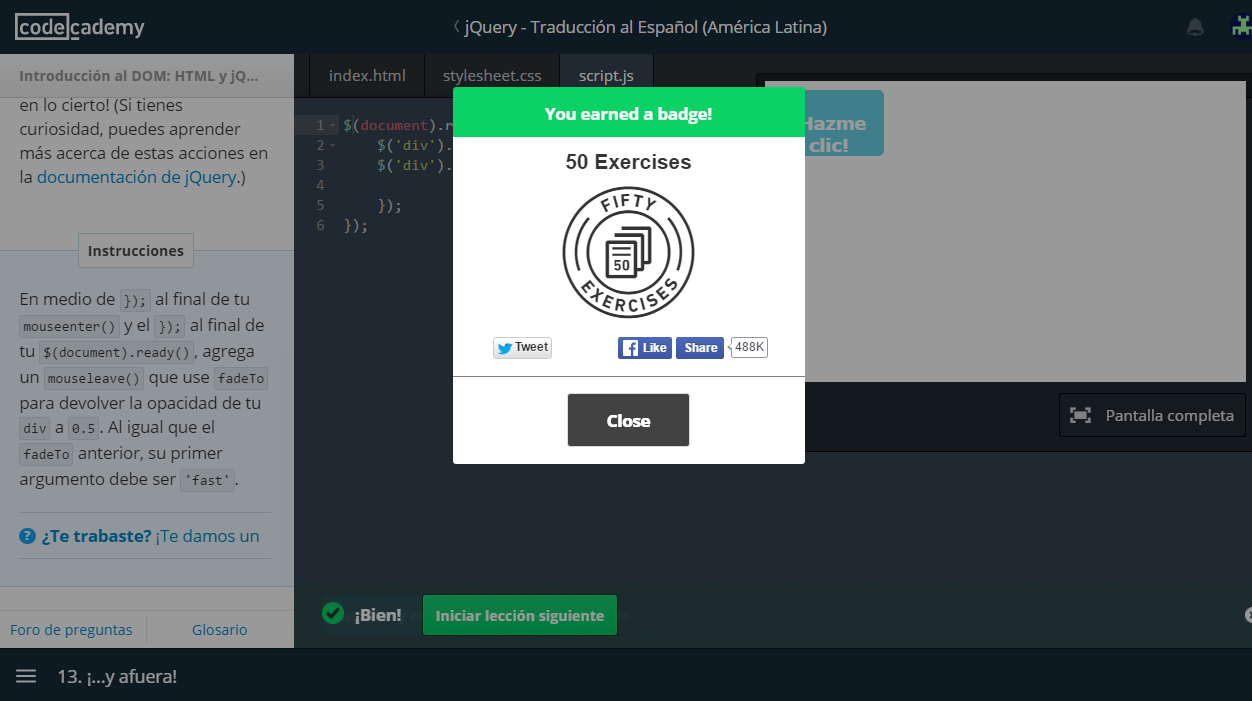 codecademy
jQuery - Traducción al Español (América Latina)
Introducción al DOM: HTML y jQ...
index.html
stylesheet.css
script.js
en lo cierto! (Si tienes
curiosidad, puedes aprender
más acerca de estas acciones en
la documentación de jQuery.)
Instrucciones
En medio de }); al final de tu
mouseenter() y el }); al final de
tu $(document).ready(), agrega
un mouseleave() que use fadeTo
para devolver la opacidad de tu
div a 0.5. Al igual que el
fadeTo anterior, su primer
argumento debe ser 'fast'.
? ¿Te trabaste? ¡Te damos un
Foro de preguntas
Glosario
1 $(document).r
2 $('div').
3 $('div').
4
5 });
6 });
You earned a badge!
50 Exercises
FIFTY
50
EXERCISES
Tweet
Like
Share
488K
Close
clic!
Pantalla completa
¡Bien!
Iniciar lección siguiente
13. ¡...y afuera!